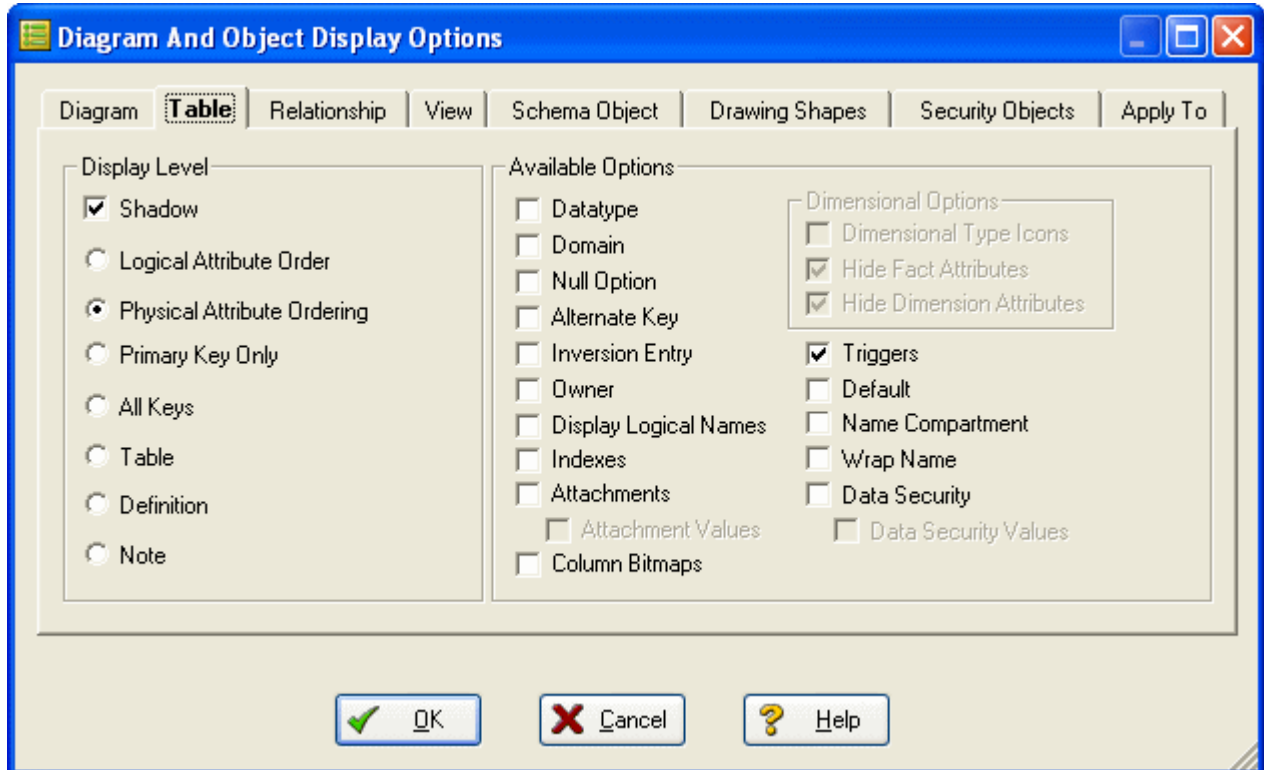 Diagram And Object Display Options
Diagram Table Relationship View Schema Object Drawing Shapes Security Objects Apply To
Display Level
Shadow
Logical Attribute Order
Physical Attribute Ordering
Primary Key Only
All Keys
Table
Definition
Note
Available Options
Datatype
Domain
Null Option
Alternate Key
Inversion Entry
Owner
Display Logical Names
Indexes
Attachments
Attachment Values
Column Bitmaps
Dimensional Options
Dimensional Type Icons
Hide Fact Attributes
Hide Dimension Attributes
Triggers
Default
Name Compartment
Wrap Name
Data Security
Data Security Values
OK Cancel Help